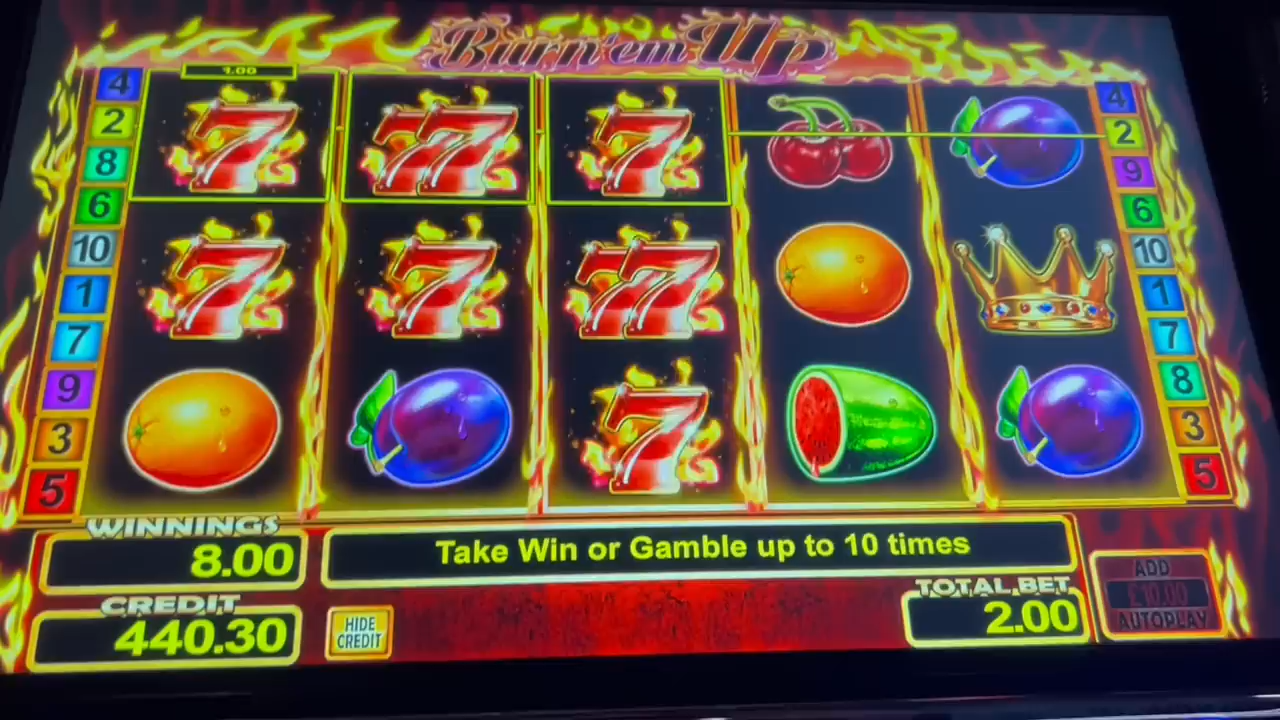 Burn'em Up
1.00
4 4
2 2
8 9
6 6
10 10
1 1
7 7
9 8
3 3
5 5
WINNINGS
8.00
Take Win or Gamble up to 10 times
CREDIT
440.30
HIDE
CREDIT
TOTAL BET
2.00
ADD
£10.00
AUTOPLAY